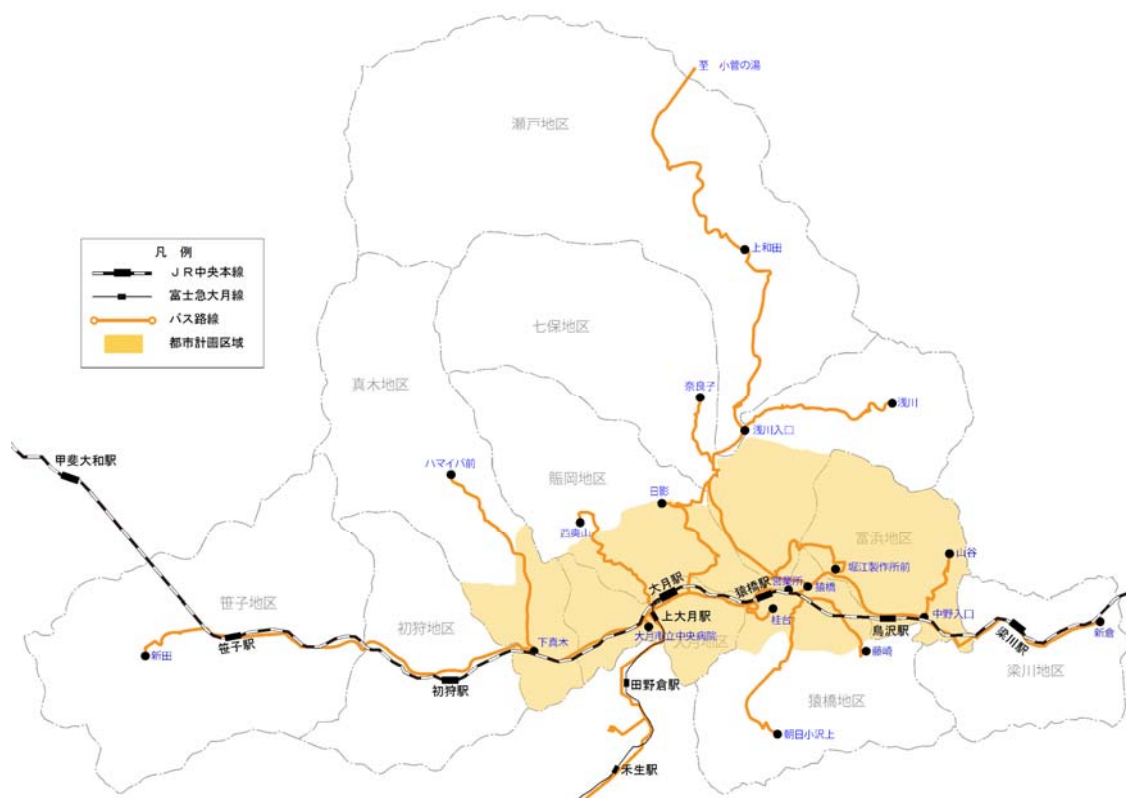 至 小菅の湯
瀬戸地区
上和田
凡 例
JR中央本線
富士急大月線
バス路線
都市計画区域
七保地区
真木地区
奈良子
浅川
浅川入口
甲斐大和駅
ハマイバ前
賑岡地区
日影
西奥山
富浜地区
山谷
堀江製作所前
大月駅
猿橋駅
営業所
猿橋
笹子地区
初狩地区
上大月駅
桂台
中野入口
鳥沢駅
新倉
梁川駅
大月市立中央病院
大月地区
下真木
笹子駅
新田
藤崎
梁川地区
初狩駅
田野倉駅
猿橋地区
朝日小沢上
禾生駅